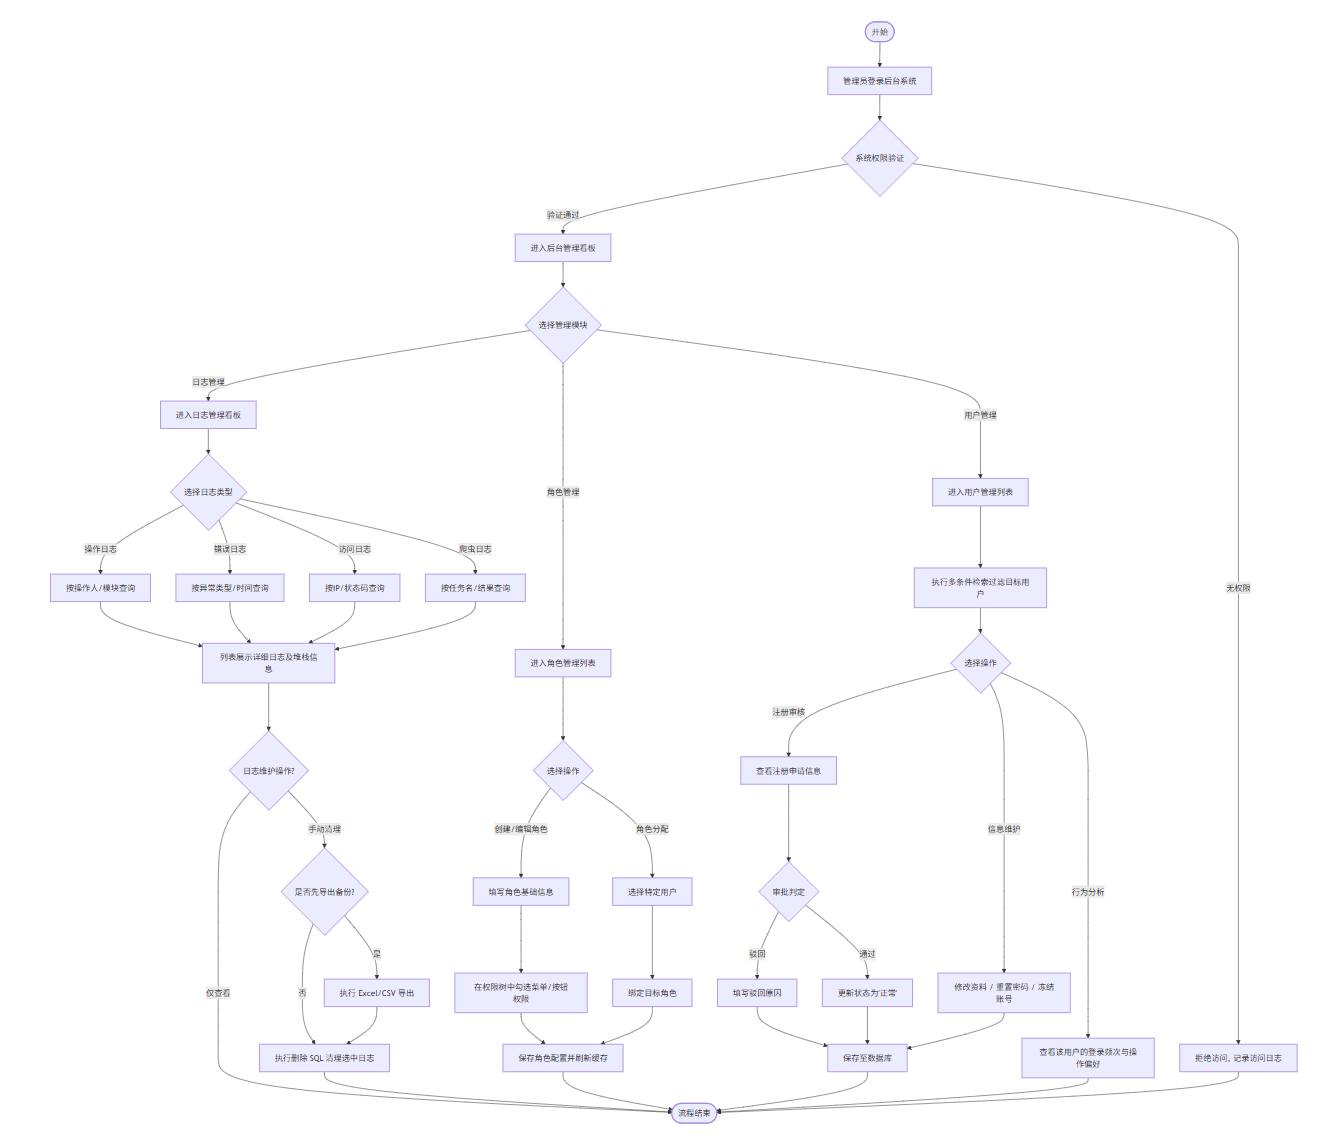 开始
管理员登录后台系统
系统权限验证
验证通过
进入后台管理看板
选择管理模块
日志管理
进入日志管理看板
用户管理
选择日志类型
角色管理
进入用户管理列表
操作日志
错误日志
访问日志
爬虫日志
按操作人/模块查询
按异常类型/时间查询
按IP/状态码查询
按任务名/结果查询
执行多条件检索过滤目标用
户
无权限
列表展示详细日志及堆栈信
息
进入角色管理列表
选择操作
注册审核
日志维护操作?
选择操作
查看注册申请信息
手动清理
创建/编辑角色
角色分配
信息维护
是否先导出备份?
填写角色基础信息
选择特定用户
审批判定
行为分析
是
驳回
通过
仅查看
否
执行 Excel/CSV 导出
在权限树中勾选菜单/按钮
权限
绑定目标角色
填写驳回原因
更新状态为'正常'
修改资料 / 重置密码 / 冻结
账号
执行删除 SQL 清理选中日志
保存角色配置并刷新缓存
保存至数据库
查看该用户的登录频次与操
作偏好
拒绝访问, 记录访问日志
流程结束